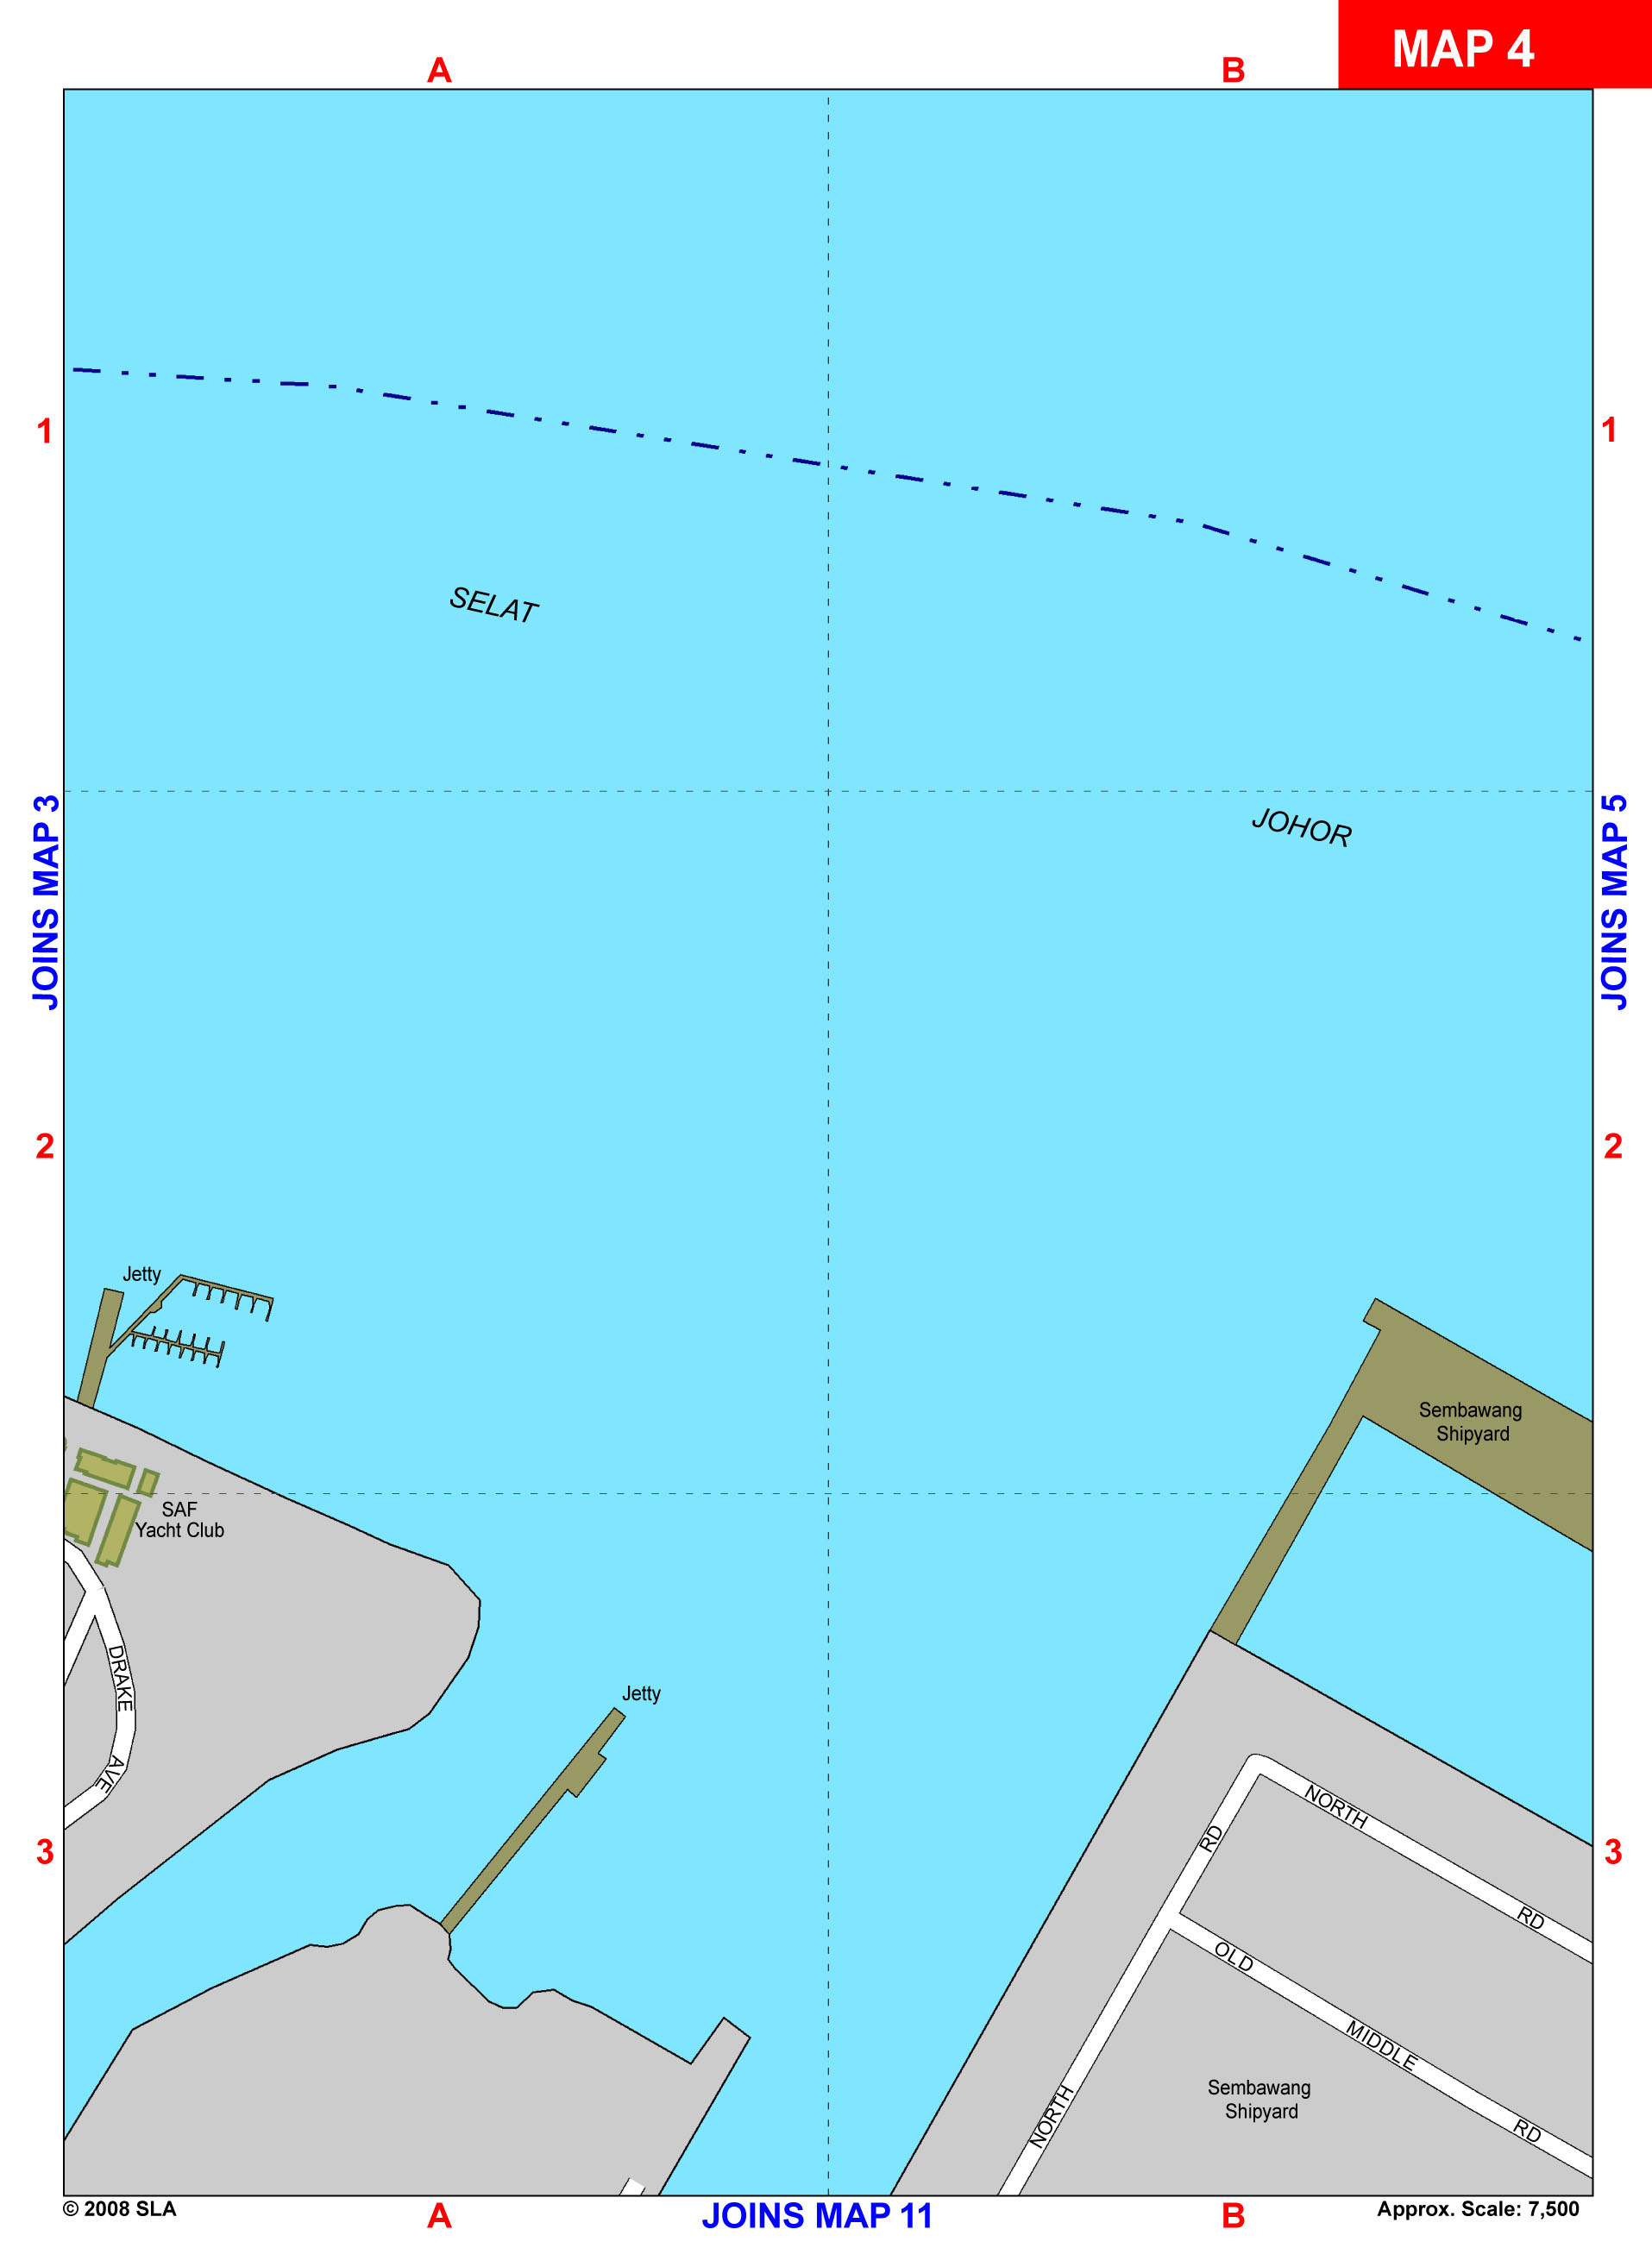 MAP 4
A
B
1
1
SELAT
JOINS MAP 3
JOINS MAP 5
JOHOR
2
2
Jetty
Sembawang
Shipyard
SAF
Yacht Club
DRAKE
AVE
Jetty
NORTH
RD
RD
3
3
OLD
MIDDLE
RD
NORTH
Sembawang
Shipyard
© 2008 SLA
A
JOINS MAP 11
B
Approx. Scale: 7,500